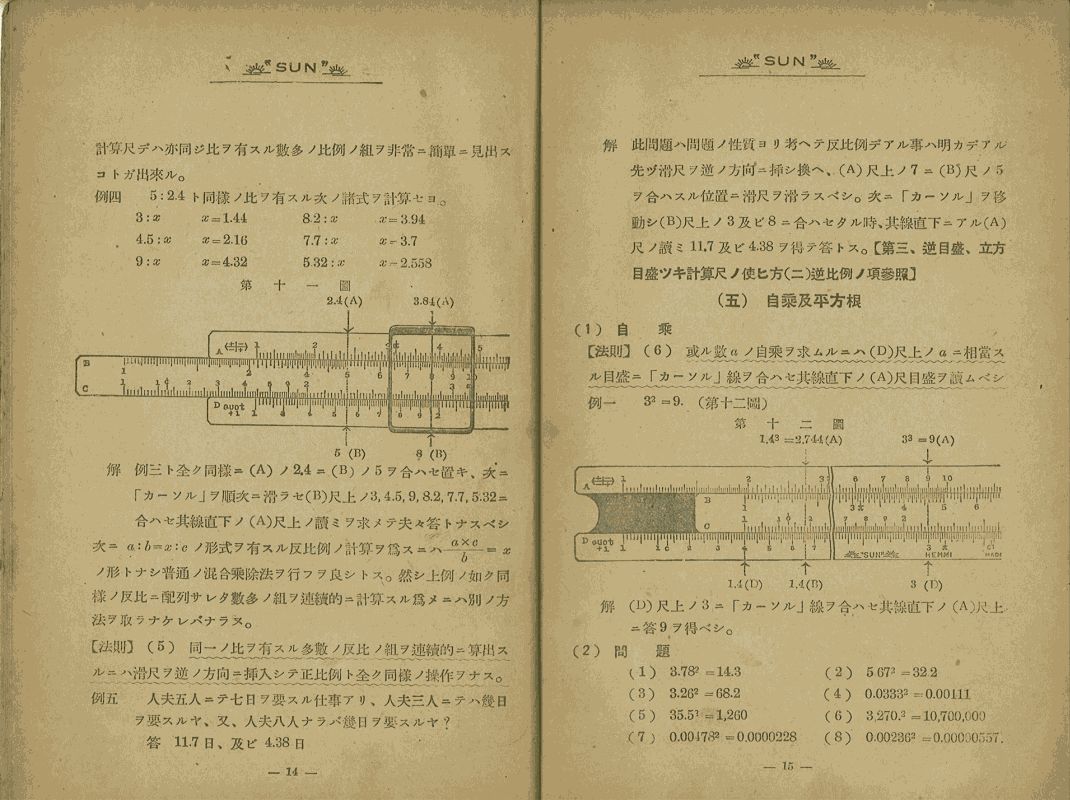 "SUN"
計算尺デハ亦同ジ比ヲ有スル數多ノ比例ノ組ヲ非常ニ簡單ニ見出ス
コトガ出來ル。
例四 5:2.4 ト同樣ノ比ヲ有スル次ノ諸式ヲ計算セヨ。
3:x x=1.44 8.2:x x=3.94
4.5:x x=2.16 7.7:x x=3.7
9:x x=4.32 5.32:x x=2.558
第十一圖
2.4(A) 3.84(A)
A
B
C
D
5 (B) 8 (B)
解 例三ト全ク同樣ニ(A)ノ2.4ニ(B)ノ5ヲ合ハセ置キ、次ニ
「カーソル」ヲ順次ニ滑ラセ(B)尺上ノ3, 4.5, 9, 8.2, 7.7, 5.32ニ
合ハセ其線直下ノ(A)尺上ノ讀ミヲ求メテ夫々答トナスベシ
次ニ a:b=x:c ノ形式ヲ有スル反比例ノ計算ヲ爲スニハ a×c/b = x
ノ形トナシ普通ノ混合乘除法ヲ行フヲ良シトス。然シ上例ノ如ク同
樣ノ反比ニ配列サレタ數多ノ組ヲ連續的ニ計算スル爲メニハ別ノ方
法ヲ取ラナケレバナラヌ。
【法則】(5) 同一ノ比ヲ有スル多數ノ反比ノ組ヲ連續的ニ算出ス
ルニハ滑尺ヲ逆ノ方向ニ挿入シテ正比例ト全ク同樣ノ操作ヲナス。
例五 人夫五人ニテ七日ヲ要スル仕事アリ、人夫三人ニテハ幾日
ヲ要スルヤ、又、人夫八人ナラバ幾日ヲ要スルヤ?
答 11.7日、及ビ 4.38日
— 14 —
"SUN"
解 此問題ハ問題ノ性質ヨリ考ヘテ反比例デアル事ハ明カデアル
先ヅ滑尺ヲ逆ノ方向ニ挿シ換ヘ、(A)尺上ノ7ニ(B)尺ノ5
ヲ合ハスル位置ニ滑尺ヲ滑ラスベシ。次ニ「カーソル」ヲ移
動シ(B)尺上ノ3及ビ8ニ合ハセタル時、其線直下ニアル(A)
尺ノ讀ミ 11.7 及ビ 4.38 ヲ得テ答トス。【第三、逆目盛、立方
目盛ツキ計算尺ノ使ヒ方(二)逆比例ノ項參照】
(五) 自乘及平方根
(1) 自乘
【法則】(6) 或ル數aノ自乘ヲ求ムルニハ(D)尺上ノaニ相當ス
ル目盛ニ「カーソル」線ヲ合ハセ其線直下ノ(A)尺目盛ヲ讀ムベシ
例一 3²=9. (第十二圖)
第十二圖
1.4³=2.744(A) 3²=9(A)
A
B
C
D
"SUN" HEMMI
1.4(D) 1.4(B) 3 (D)
解 (D)尺上ノ3ニ「カーソル」線ヲ合ハセ其線直下ノ(A)尺上
ニ答9ヲ得ベシ。
(2) 問題
(1) 3.78²=14.3 (2) 5.67²=32.2
(3) 3.26²=68.2 (4) 0.0333²=0.00111
(5) 35.5²=1,260 (6) 3,270.²=10,700,000
(7) 0.00478²=0.0000228 (8) 0.00236²=0.00000557.
— 15 —